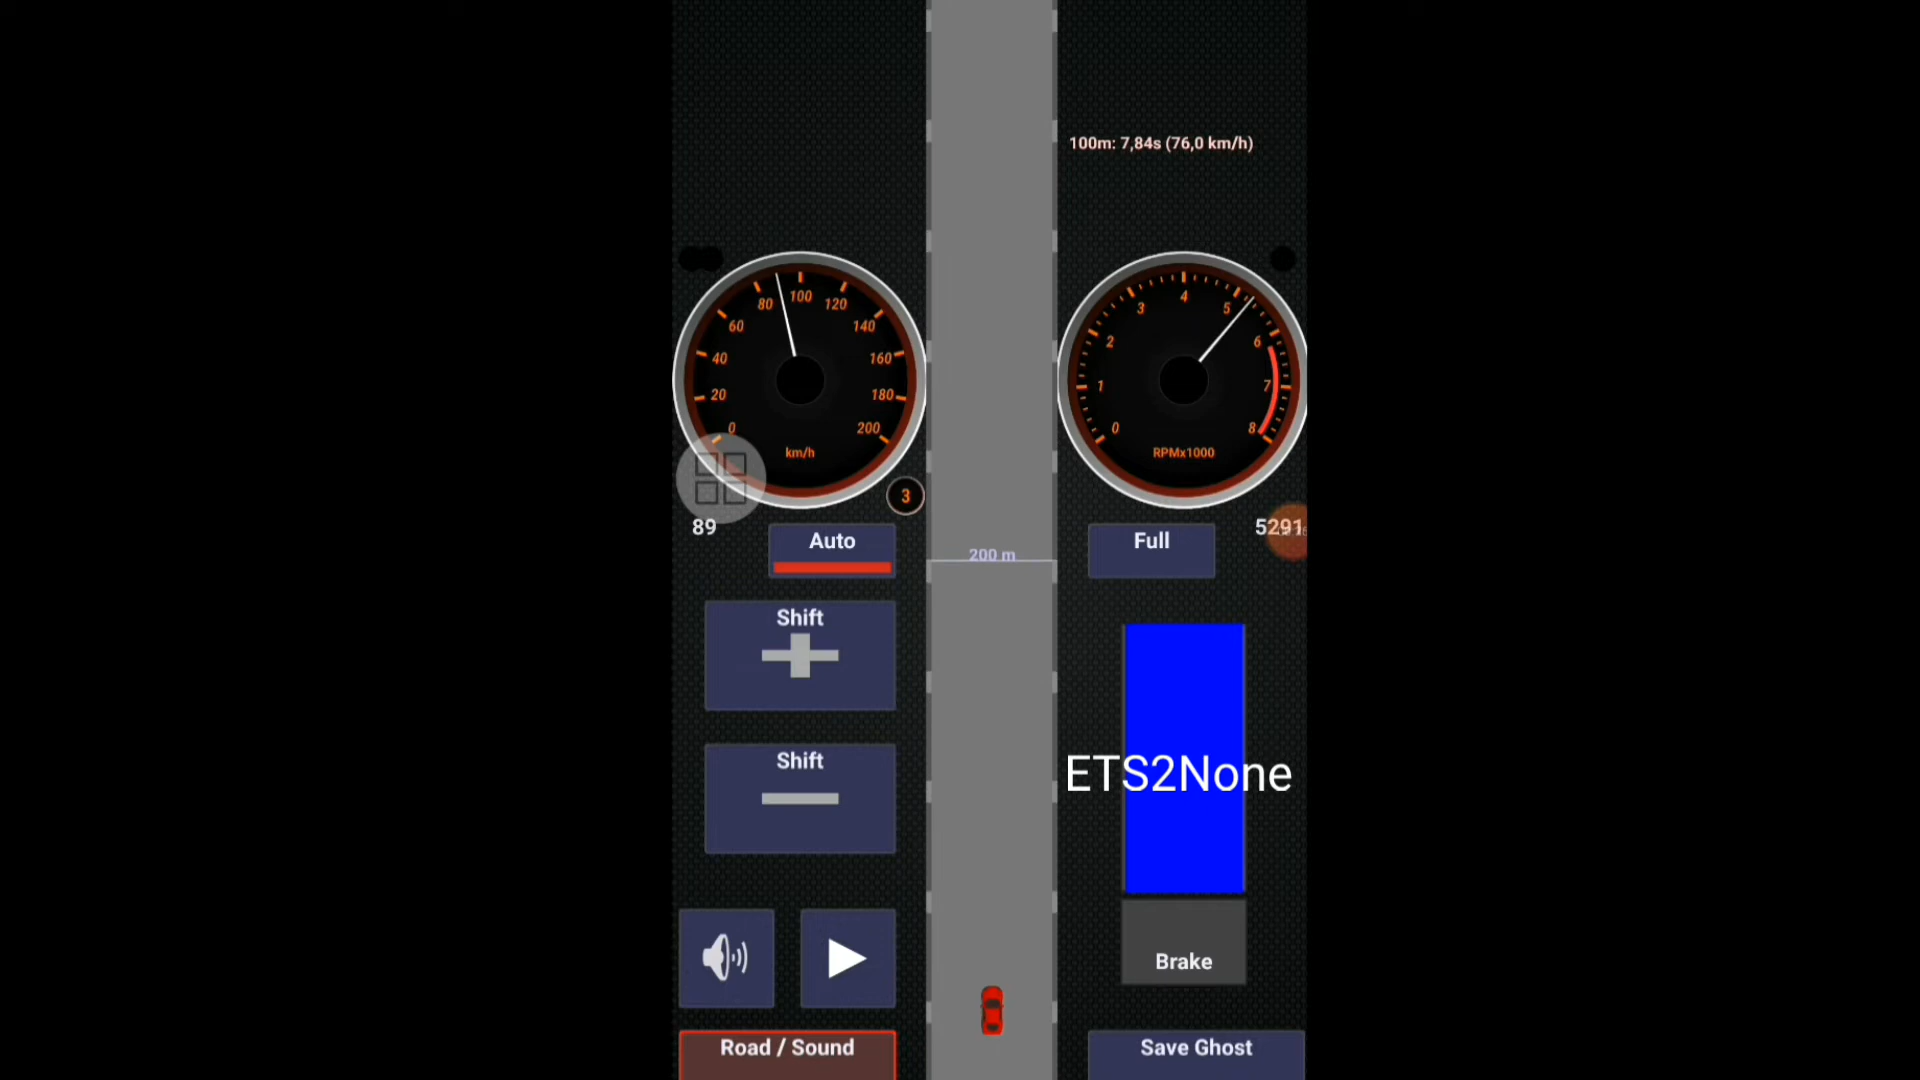 100m: 7,84s (76,0 km/h)
0 20 40 60 80 100 120 140 160 180 200
km/h
3
0 1 2 3 4 5 6 7 8
RPMx1000
89
5291
Auto
200 m
Full
Shift
Shift
ETS2None
Brake
Road / Sound
Save Ghost